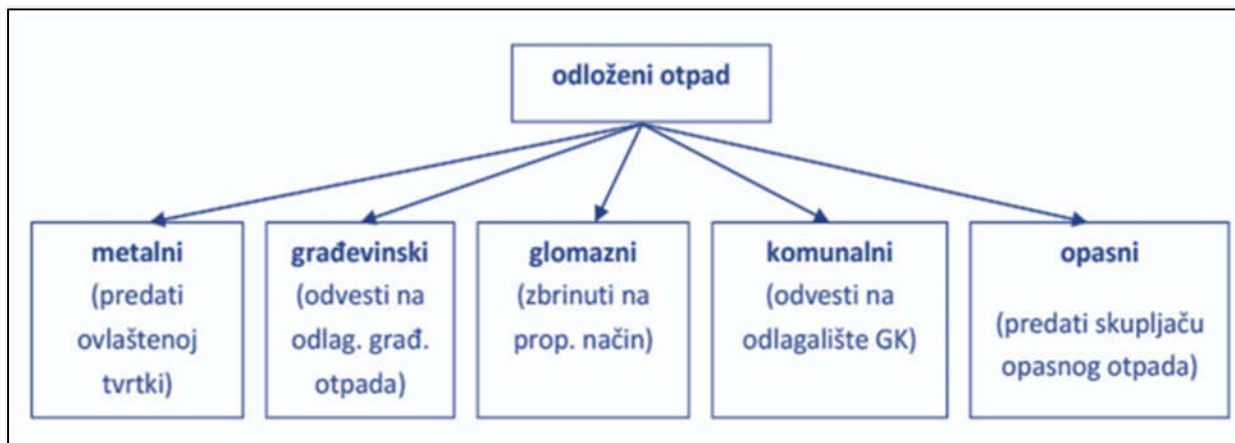 odloženi otpad
metalni
(predati
ovlaštenoj
tvrtki)
građevinski
(odvesti na
odlag. građ.
otpada)
glomazni
(zbrinuti na
prop. način)
komunalni
(odvesti na
odlagalište GK)
opasni
(predati skupljaču
opasnog otpada)